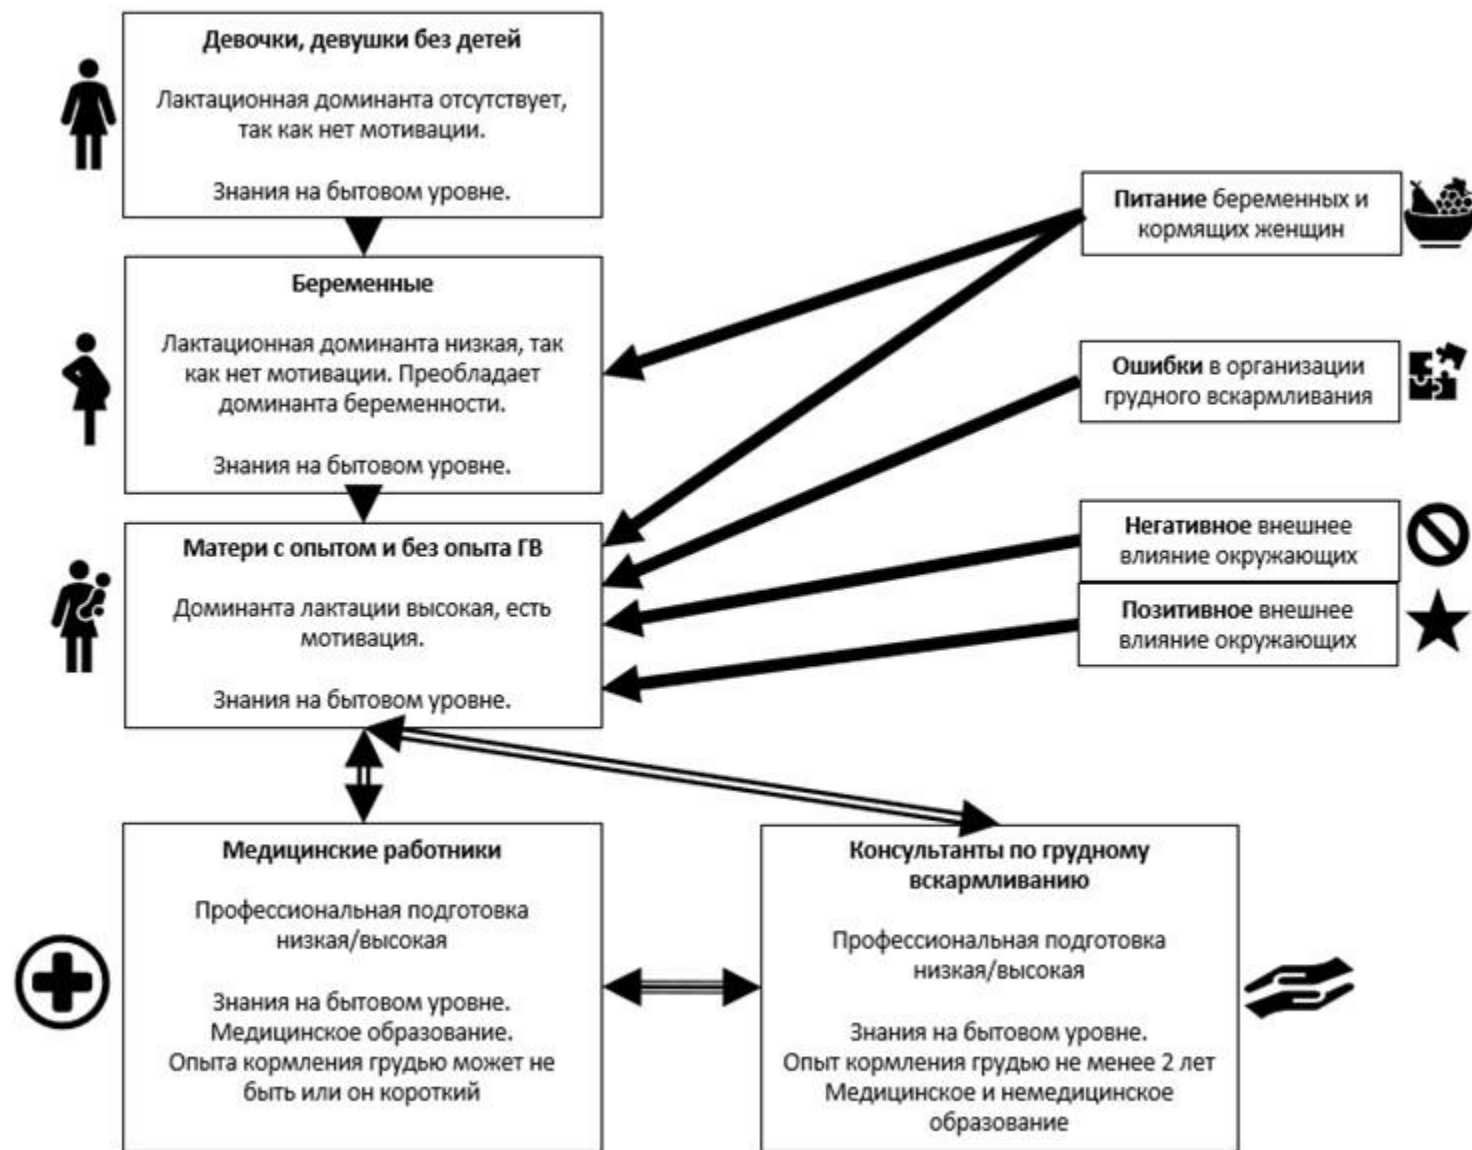 Девочки, девушки без детей
Лактационная доминанта отсутствует,
так как нет мотивации.
Знания на бытовом уровне.
Беременные
Лактационная доминанта низкая, так
как нет мотивации. Преобладает
доминанта беременности.
Знания на бытовом уровне.
Матери с опытом и без опыта ГВ
Доминанта лактации высокая, есть
мотивация.
Знания на бытовом уровне.
Питание беременных и
кормящих женщин
Ошибки в организации
грудного вскармливания
Негативное внешнее
влияние окружающих
Позитивное внешнее
влияние окружающих
Медицинские работники
Профессиональная подготовка
низкая/высокая
Знания на бытовом уровне.
Медицинское образование.
Опыта кормления грудью может не
быть или он короткий
Консультанты по грудному
вскармливанию
Профессиональная подготовка
низкая/высокая
Знания на бытовом уровне.
Опыт кормления грудью не менее 2 лет
Медицинское и немедицинское
образование